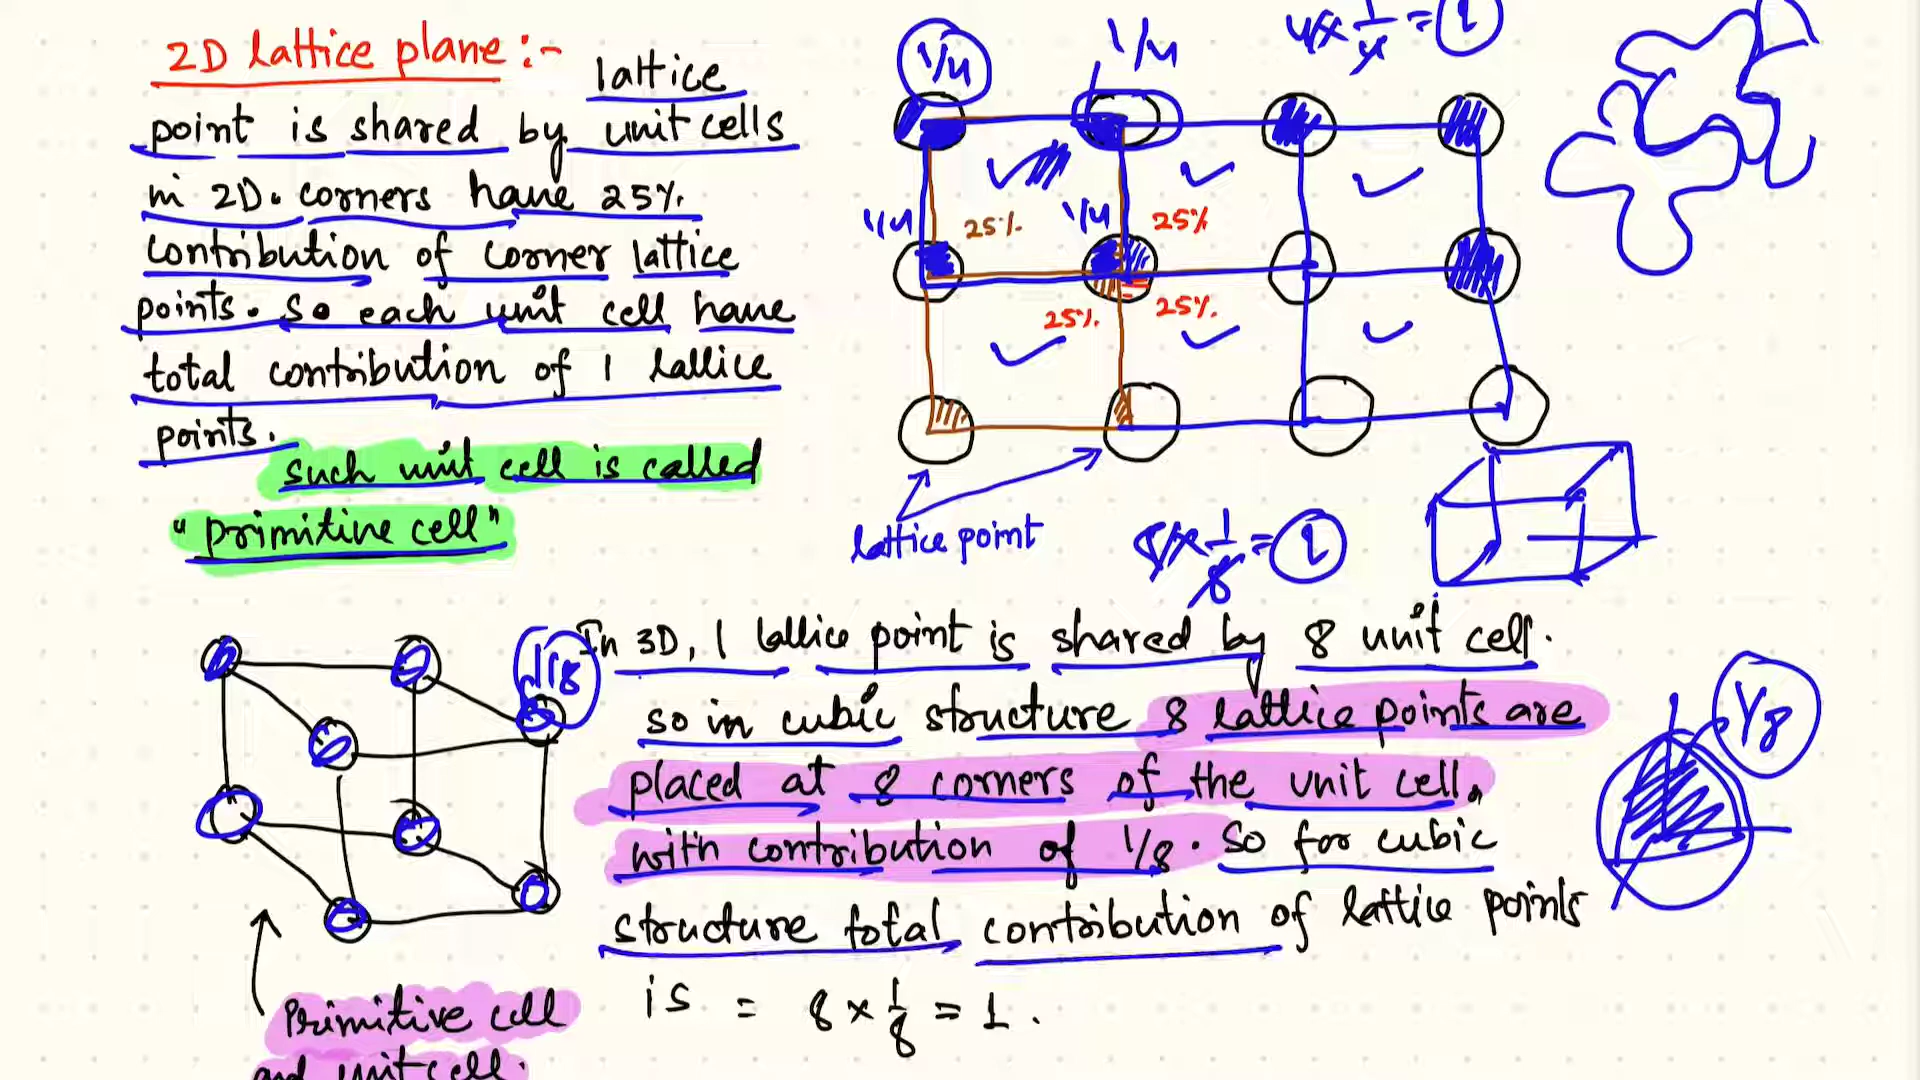 2D lattice plane :-
lattice
point is shared by unit cells
in 2D. corners have 25%.
contribution of corner lattice
points. So each unit cell have
total contribution of 1 lattice
points.
such unit cell is called
"primitive cell"
1/4
1/4
4 x 1/4 = 1
1/4
25%.
1/4
25%
25%.
25%.
lattice point
8 x 1/8 = 1
1/8
In 3D, 1 lattice point is shared by 8 unit cell.
so in cubic structure 8 lattice points are
placed at 8 corners of the unit cell.
with contribution of 1/8. So for cubic
structure total contribution of lattice points
is = 8 x 1/8 = 1.
1/8
Primitive cell
and unit cell.